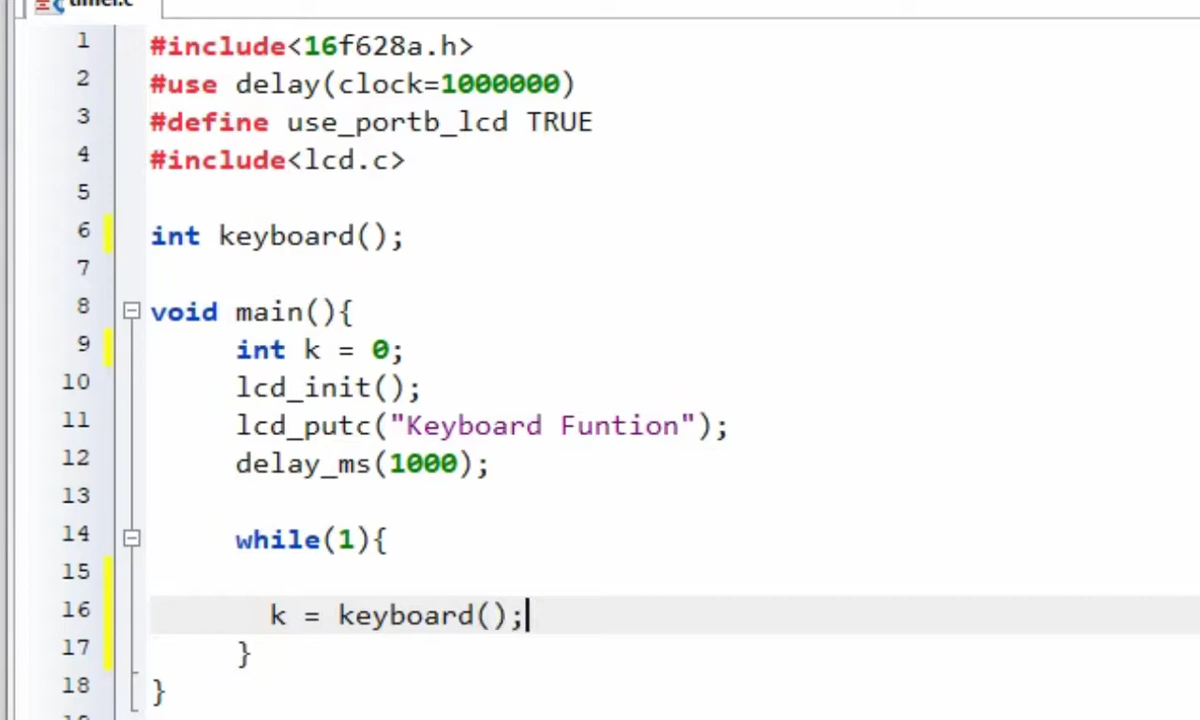 timer.c
1 #include<16f628a.h>
2 #use delay(clock=1000000)
3 #define use_portb_lcd TRUE
4 #include<lcd.c>
5
6 int keyboard();
7
8 void main(){
9 int k = 0;
10 lcd_init();
11 lcd_putc("Keyboard Funtion");
12 delay_ms(1000);
13
14 while(1){
15
16 k = keyboard();
17 }
18 }